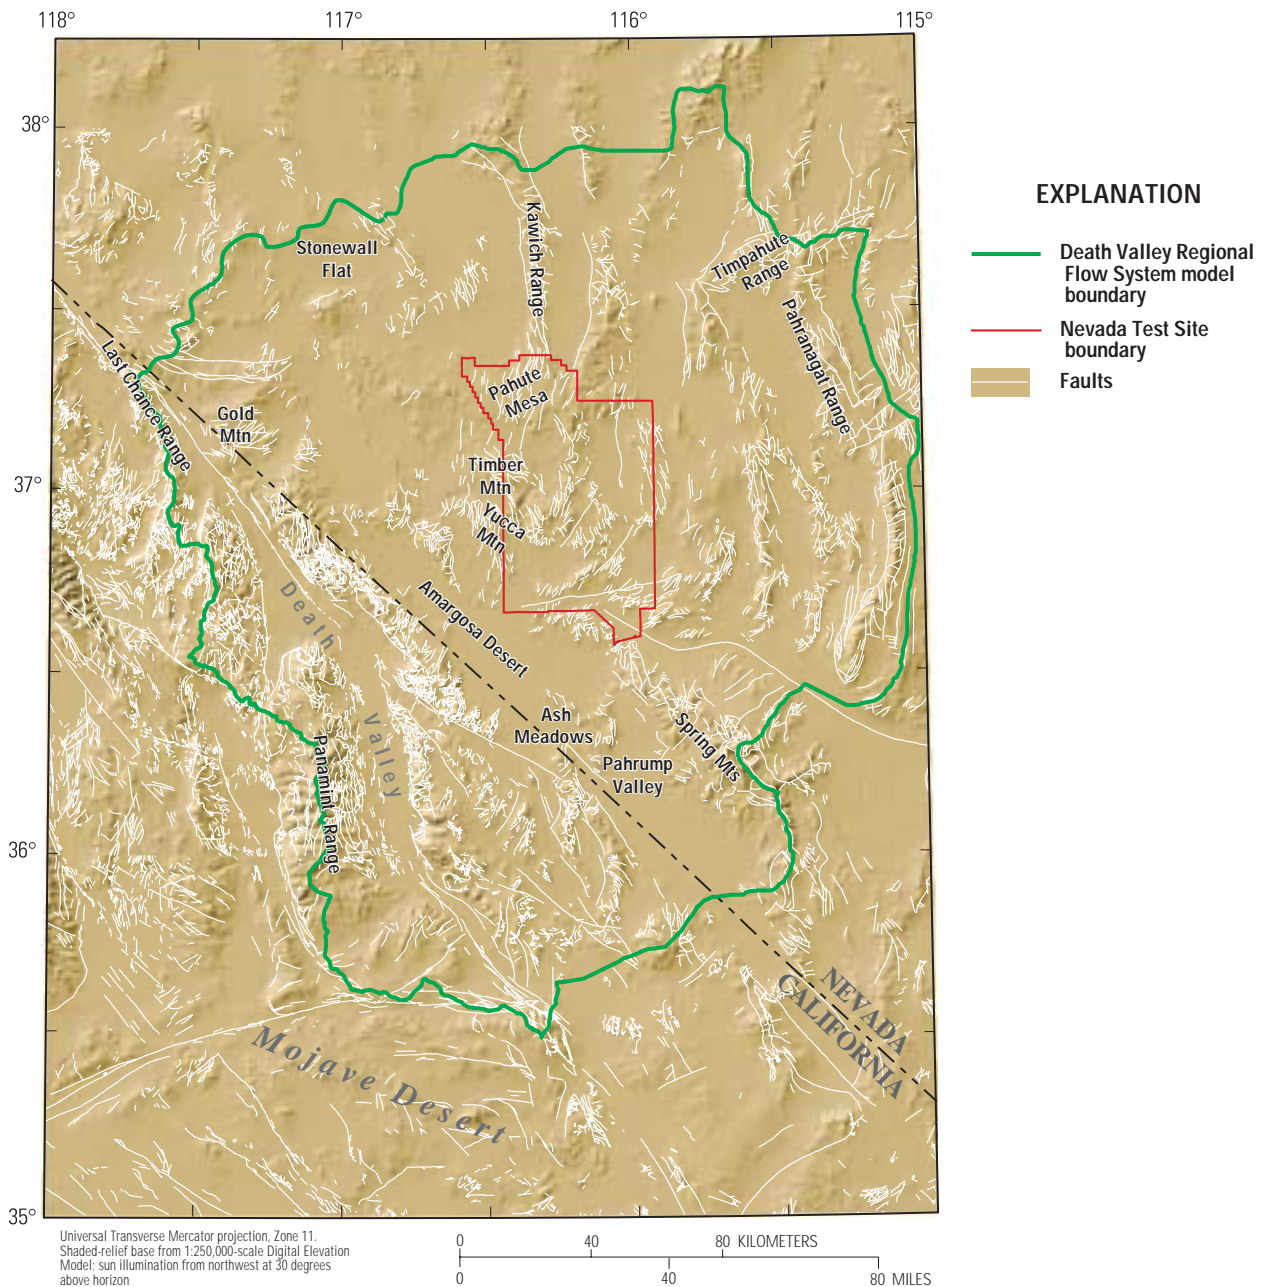 118°
117°
116°
115°
38°
37°
36°
35°
EXPLANATION
Death Valley Regional
Flow System model
boundary
Nevada Test Site
boundary
Faults
Stonewall
Flat
Kawich Range
Timpahute
Range
Pahranagat Range
Last Chance Range
Gold
Mtn
Pahute
Mesa
Timber
Mtn
Yucca
Mtn
Death
Valley
Amargosa Desert
Ash
Meadows
Pahrump
Valley
Spring Mts
Panamint Range
NEVADA
CALIFORNIA
Mojave Desert
Universal Transverse Mercator projection, Zone 11.
Shaded-relief base from 1:250,000-scale Digital Elevation
Model; sun illumination from northwest at 30 degrees
above horizon
0 40 80 KILOMETERS
0 40 80 MILES